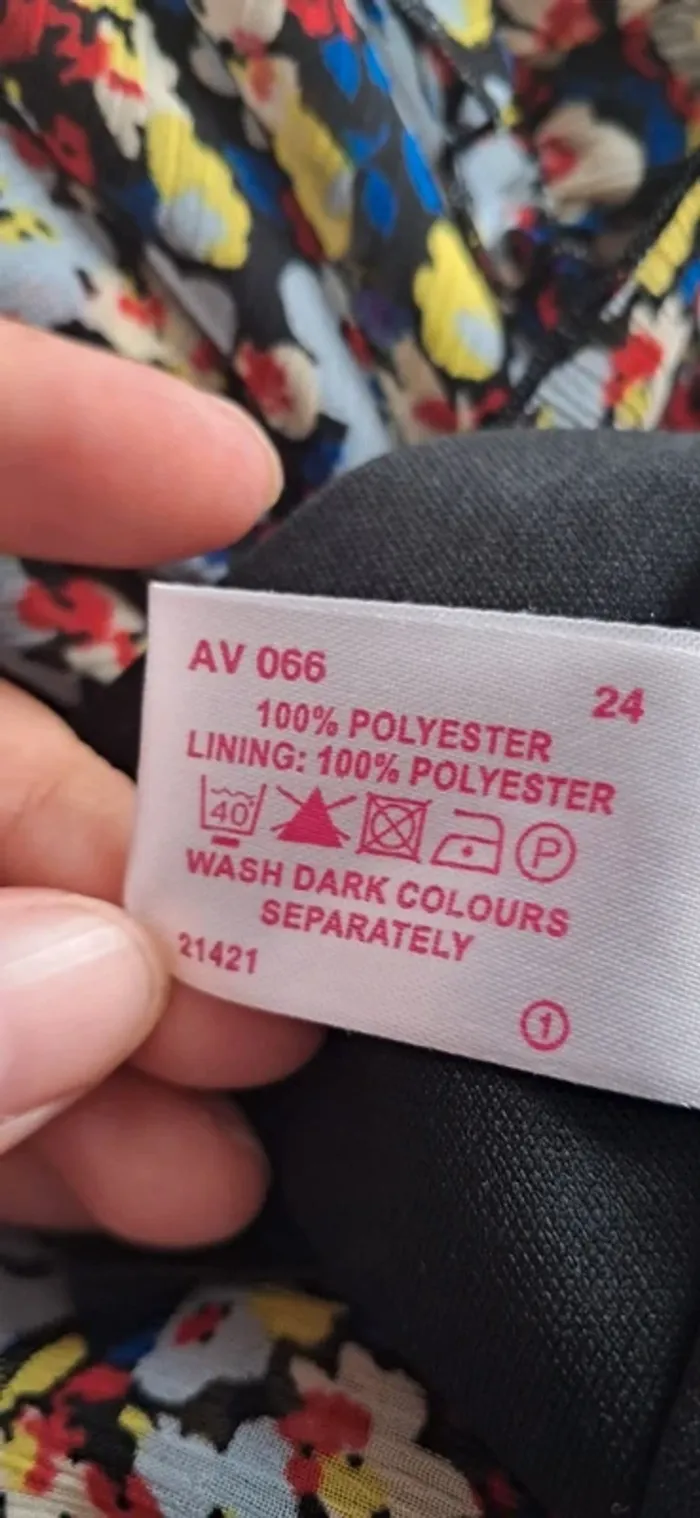 AV 066
24
100% POLYESTER
LINING: 100% POLYESTER
40 P
WASH DARK COLOURS
SEPARATELY
21421
1